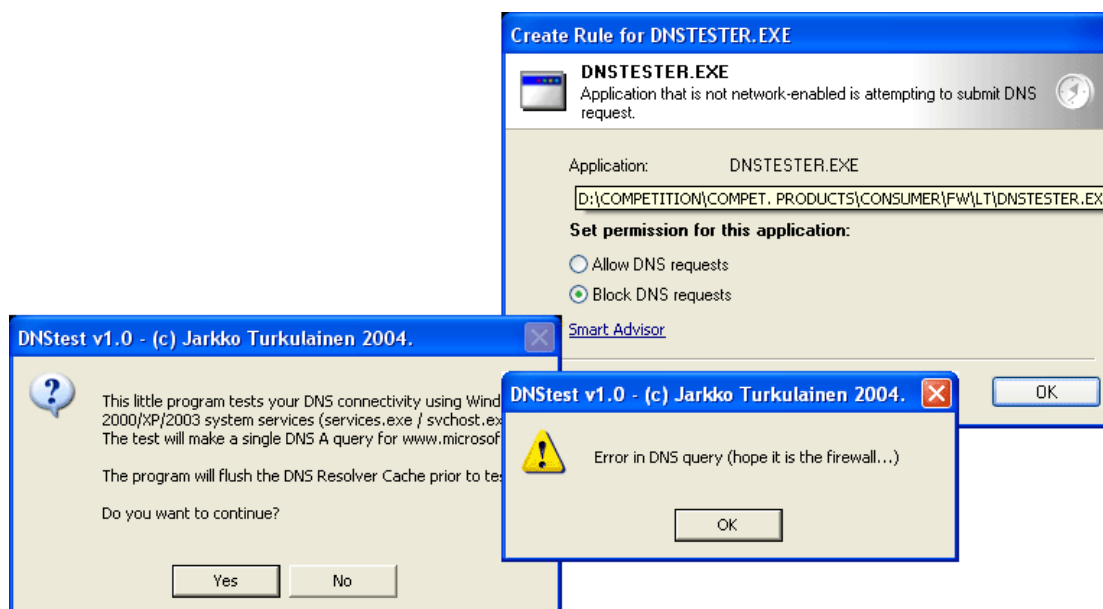 Create Rule for DNSTESTER.EXE
DNSTESTER.EXE
Application that is not network-enabled is attempting to submit DNS
request.
Application: DNSTESTER.EXE
D:\COMPETITION\COMPET. PRODUCTS\CONSUMER\FW\LT\DNSTESTER.EX
Set permission for this application:
Allow DNS requests
Block DNS requests
Smart Advisor
OK
DNStest v1.0 - (c) Jarkko Turkulainen 2004.
This little program tests your DNS connectivity using Wind
2000/XP/2003 system services (services.exe / svchost.ex
The test will make a single DNS A query for www.microsof
The program will flush the DNS Resolver Cache prior to te
Do you want to continue?
Yes No
DNStest v1.0 - (c) Jarkko Turkulainen 2004.
Error in DNS query (hope it is the firewall...)
OK